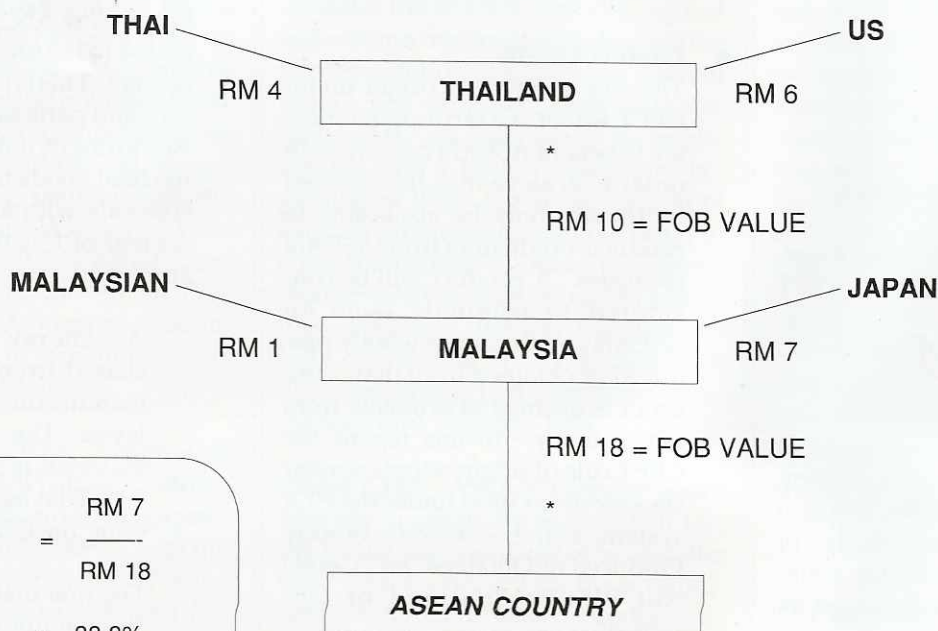 THAI
US
RM 4
THAILAND
RM 6
*
RM 10 = FOB VALUE
MALAYSIAN
JAPAN
RM 1
MALAYSIA
RM 7
RM 18 = FOB VALUE
*
= RM 7
RM 18
ASEAN COUNTRY